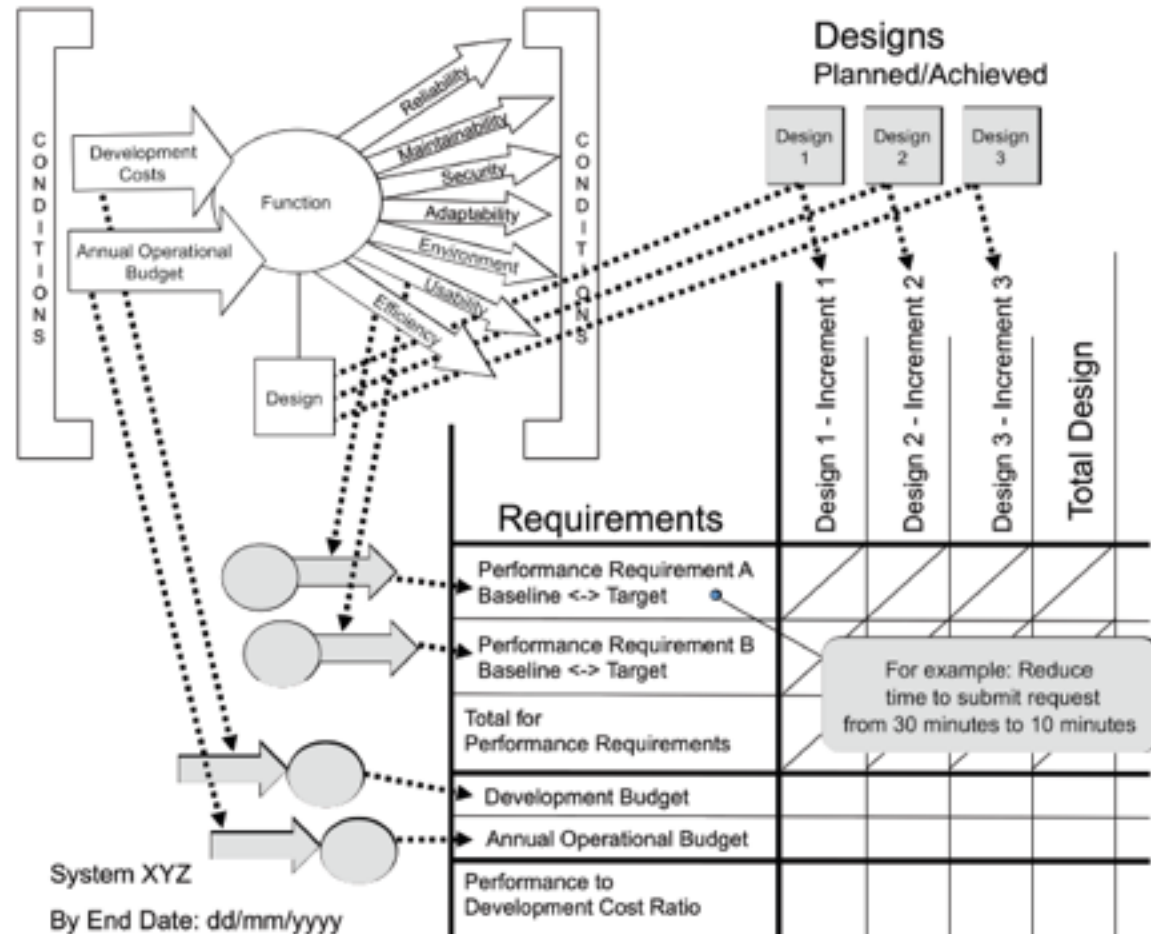 CONDITIONS
Development
Costs
Annual Operational
Budget
Function
Reliability
Maintainability
Security
Adaptability
Environment
Usability
Efficiency
CONDITIONS
Design
Designs
Planned/Achieved
Design
1
Design
2
Design
3
Design 1 - Increment 1
Design 2 - Increment 2
Design 3 - Increment 3
Total Design
Requirements
Performance Requirement A
Baseline <-> Target
Performance Requirement B
Baseline <-> Target
For example: Reduce
time to submit request
from 30 minutes to 10 minutes
Total for
Performance Requirements
Development Budget
Annual Operational Budget
Performance to
Development Cost Ratio
System XYZ
By End Date: dd/mm/yyyy